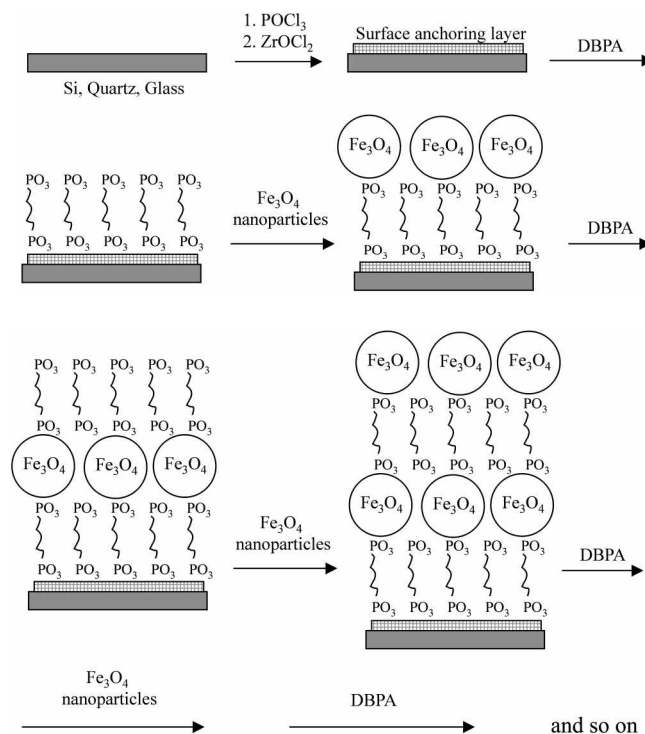 1. POCl₃
2. ZrOCl₂
Surface anchoring layer
DBPA
Si, Quartz, Glass
Fe₃O₄ Fe₃O₄ Fe₃O₄
PO₃ PO₃ PO₃ PO₃ PO₃
PO₃ PO₃ PO₃ PO₃ PO₃
Fe₃O₄
nanoparticles
PO₃ PO₃ PO₃ PO₃ PO₃
PO₃ PO₃ PO₃ PO₃ PO₃
DBPA
PO₃ PO₃ PO₃ PO₃ PO₃
PO₃ PO₃ PO₃ PO₃ PO₃
Fe₃O₄ Fe₃O₄ Fe₃O₄
PO₃ PO₃ PO₃ PO₃ PO₃
PO₃ PO₃ PO₃ PO₃ PO₃
Fe₃O₄
nanoparticles
Fe₃O₄ Fe₃O₄ Fe₃O₄
PO₃ PO₃ PO₃ PO₃ PO₃
PO₃ PO₃ PO₃ PO₃ PO₃
Fe₃O₄ Fe₃O₄ Fe₃O₄
PO₃ PO₃ PO₃ PO₃ PO₃
PO₃ PO₃ PO₃ PO₃ PO₃
DBPA
Fe₃O₄
nanoparticles
DBPA
and so on